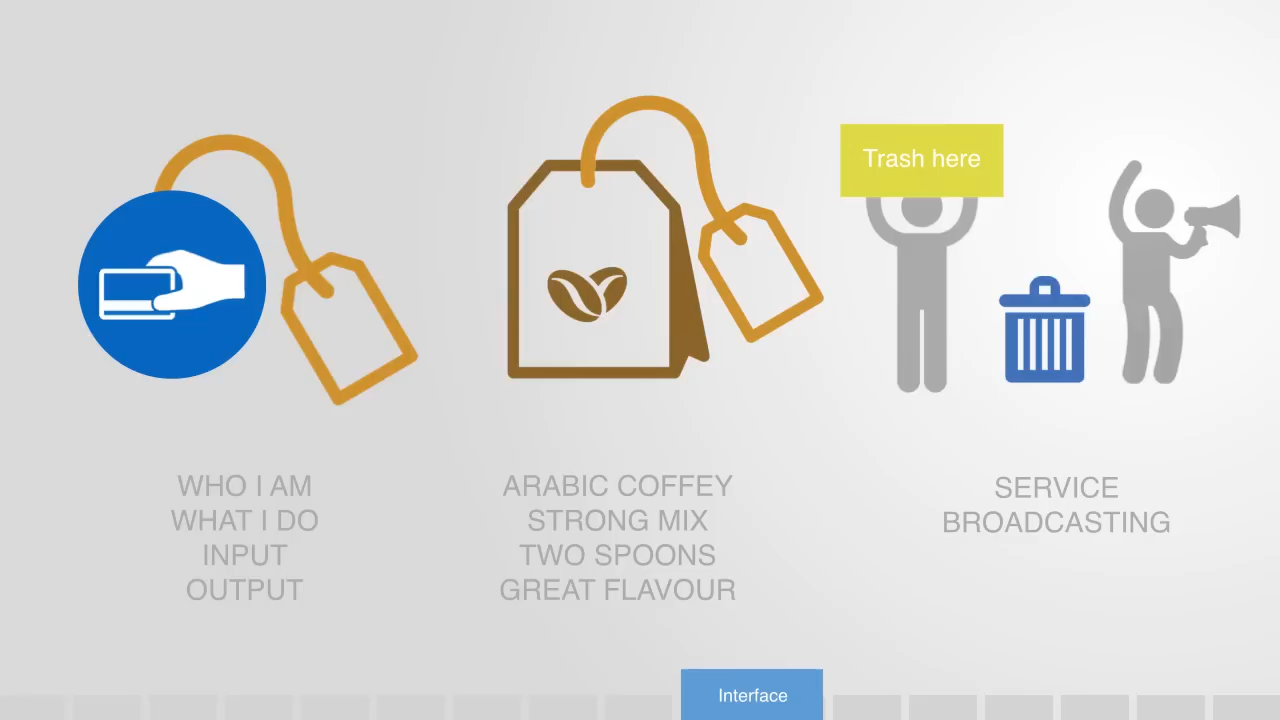 Trash here
WHO I AM
WHAT I DO
INPUT
OUTPUT
ARABIC COFFEY
STRONG MIX
TWO SPOONS
GREAT FLAVOUR
SERVICE
BROADCASTING
Interface